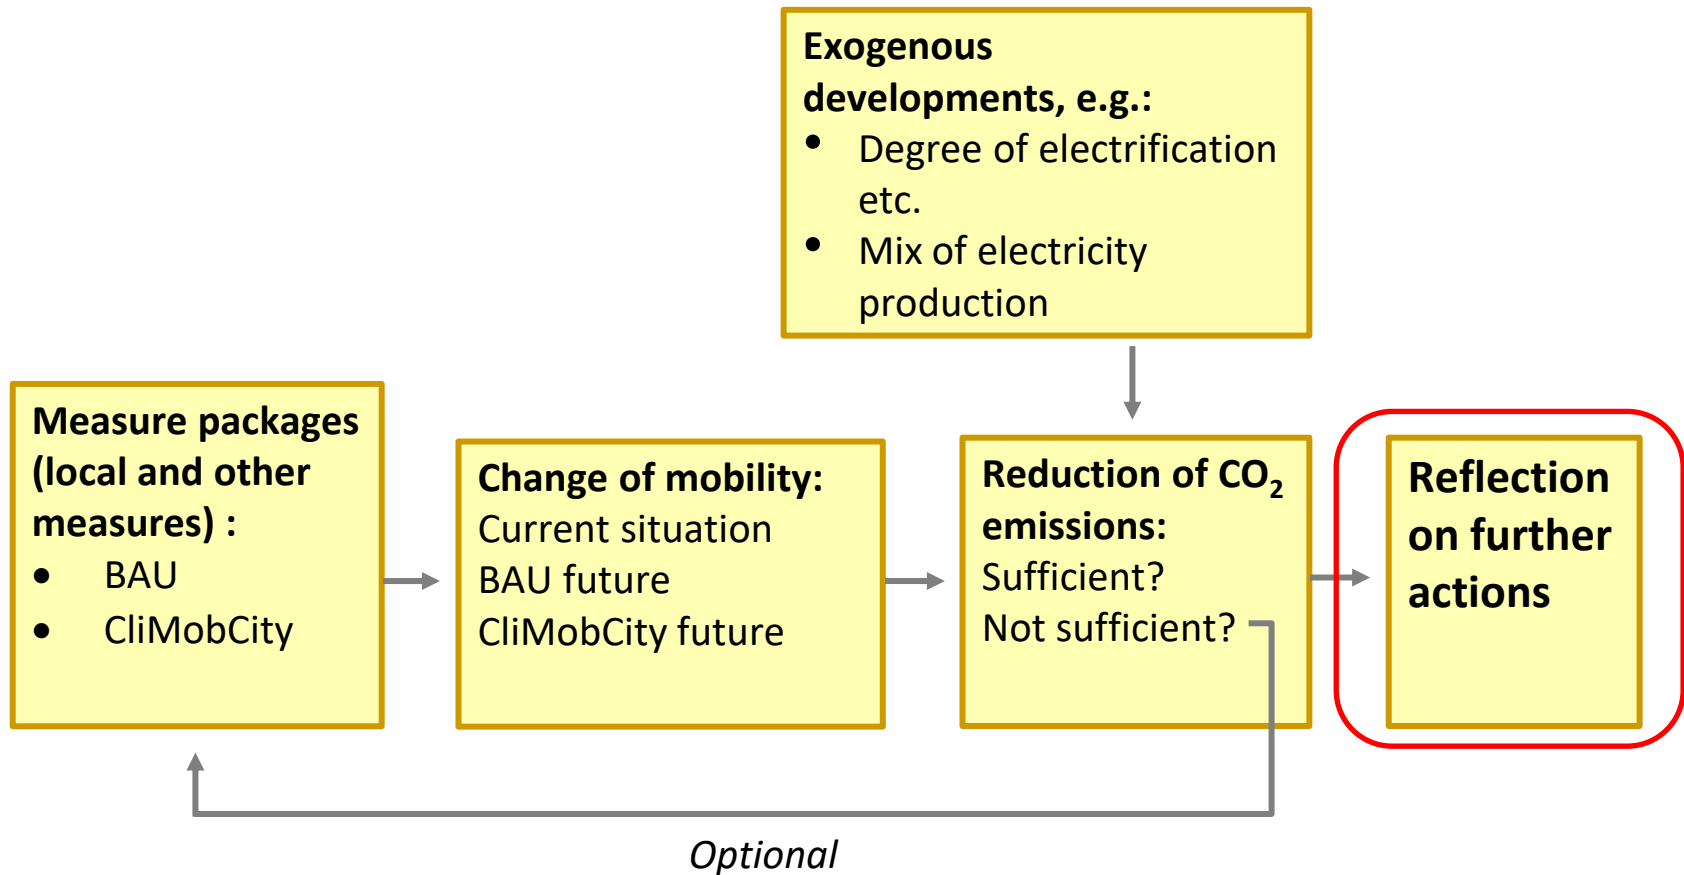 Exogenous
developments, e.g.:
• Degree of electrification
etc.
• Mix of electricity
production
Measure packages
(local and other
measures) :
• BAU
• CliMobCity
Change of mobility:
Current situation
BAU future
CliMobCity future
Reduction of CO₂
emissions:
Sufficient?
Not sufficient?
Reflection
on further
actions
Optional